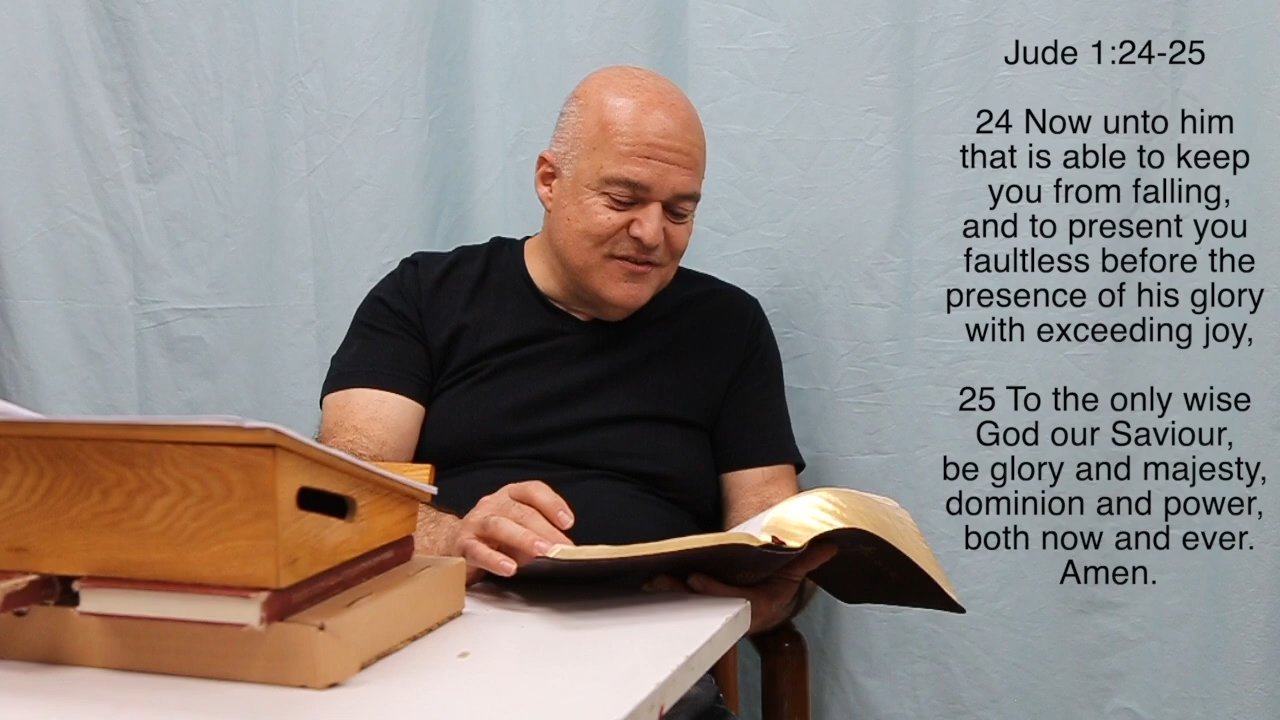 Jude 1:24-25
24 Now unto him
that is able to keep
you from falling,
and to present you
faultless before the
presence of his glory
with exceeding joy,
25 To the only wise
God our Saviour,
be glory and majesty,
dominion and power,
both now and ever.
Amen.